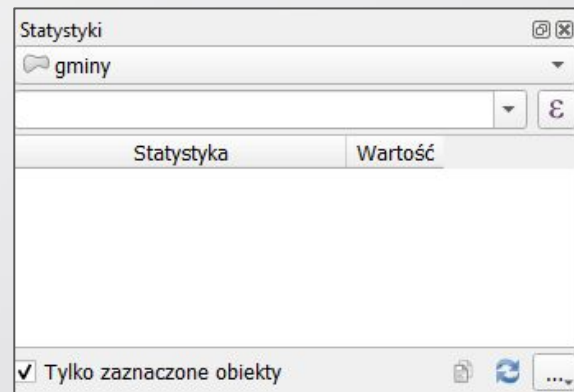 Statystyki
gminy
ε
Statystyka Wartość
Tylko zaznaczone obiekty
...